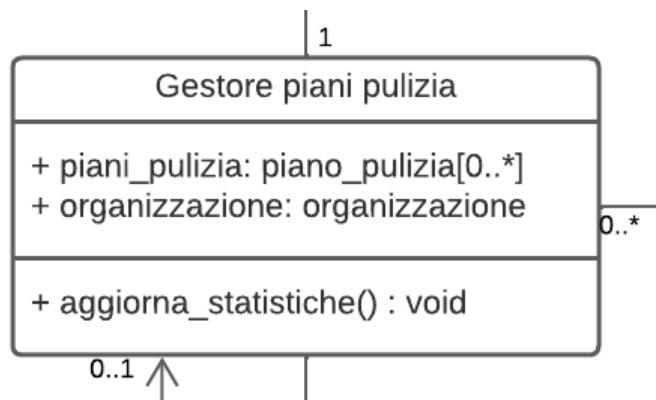 1
Gestore piani pulizia
+ piani_pulizia: piano_pulizia[0..*]
+ organizzazione: organizzazione
0..*
+ aggiorna_statistiche() : void
0..1